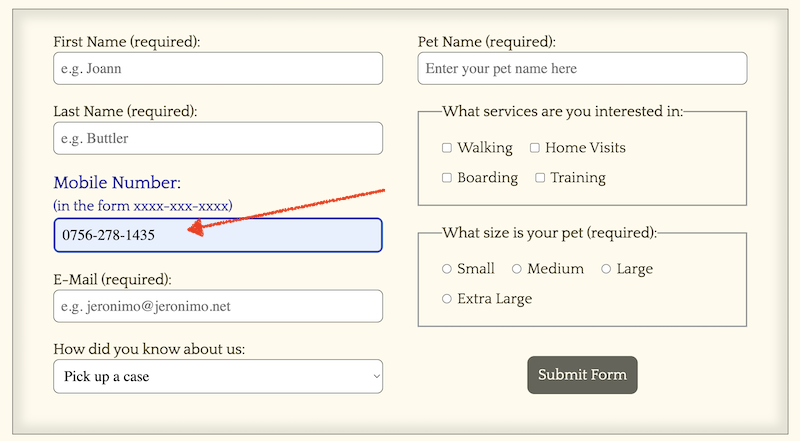 First Name (required):
e.g. Joann
Last Name (required):
e.g. Buttler
Mobile Number:
(in the form xxxx-xxx-xxxx)
0756-278-1435
E-Mail (required):
e.g. jeronimo@jeronimo.net
How did you know about us:
Pick up a case
Pet Name (required):
Enter your pet name here
What services are you interested in:
Walking Home Visits
Boarding Training
What size is your pet (required):
Small Medium Large
Extra Large
Submit Form